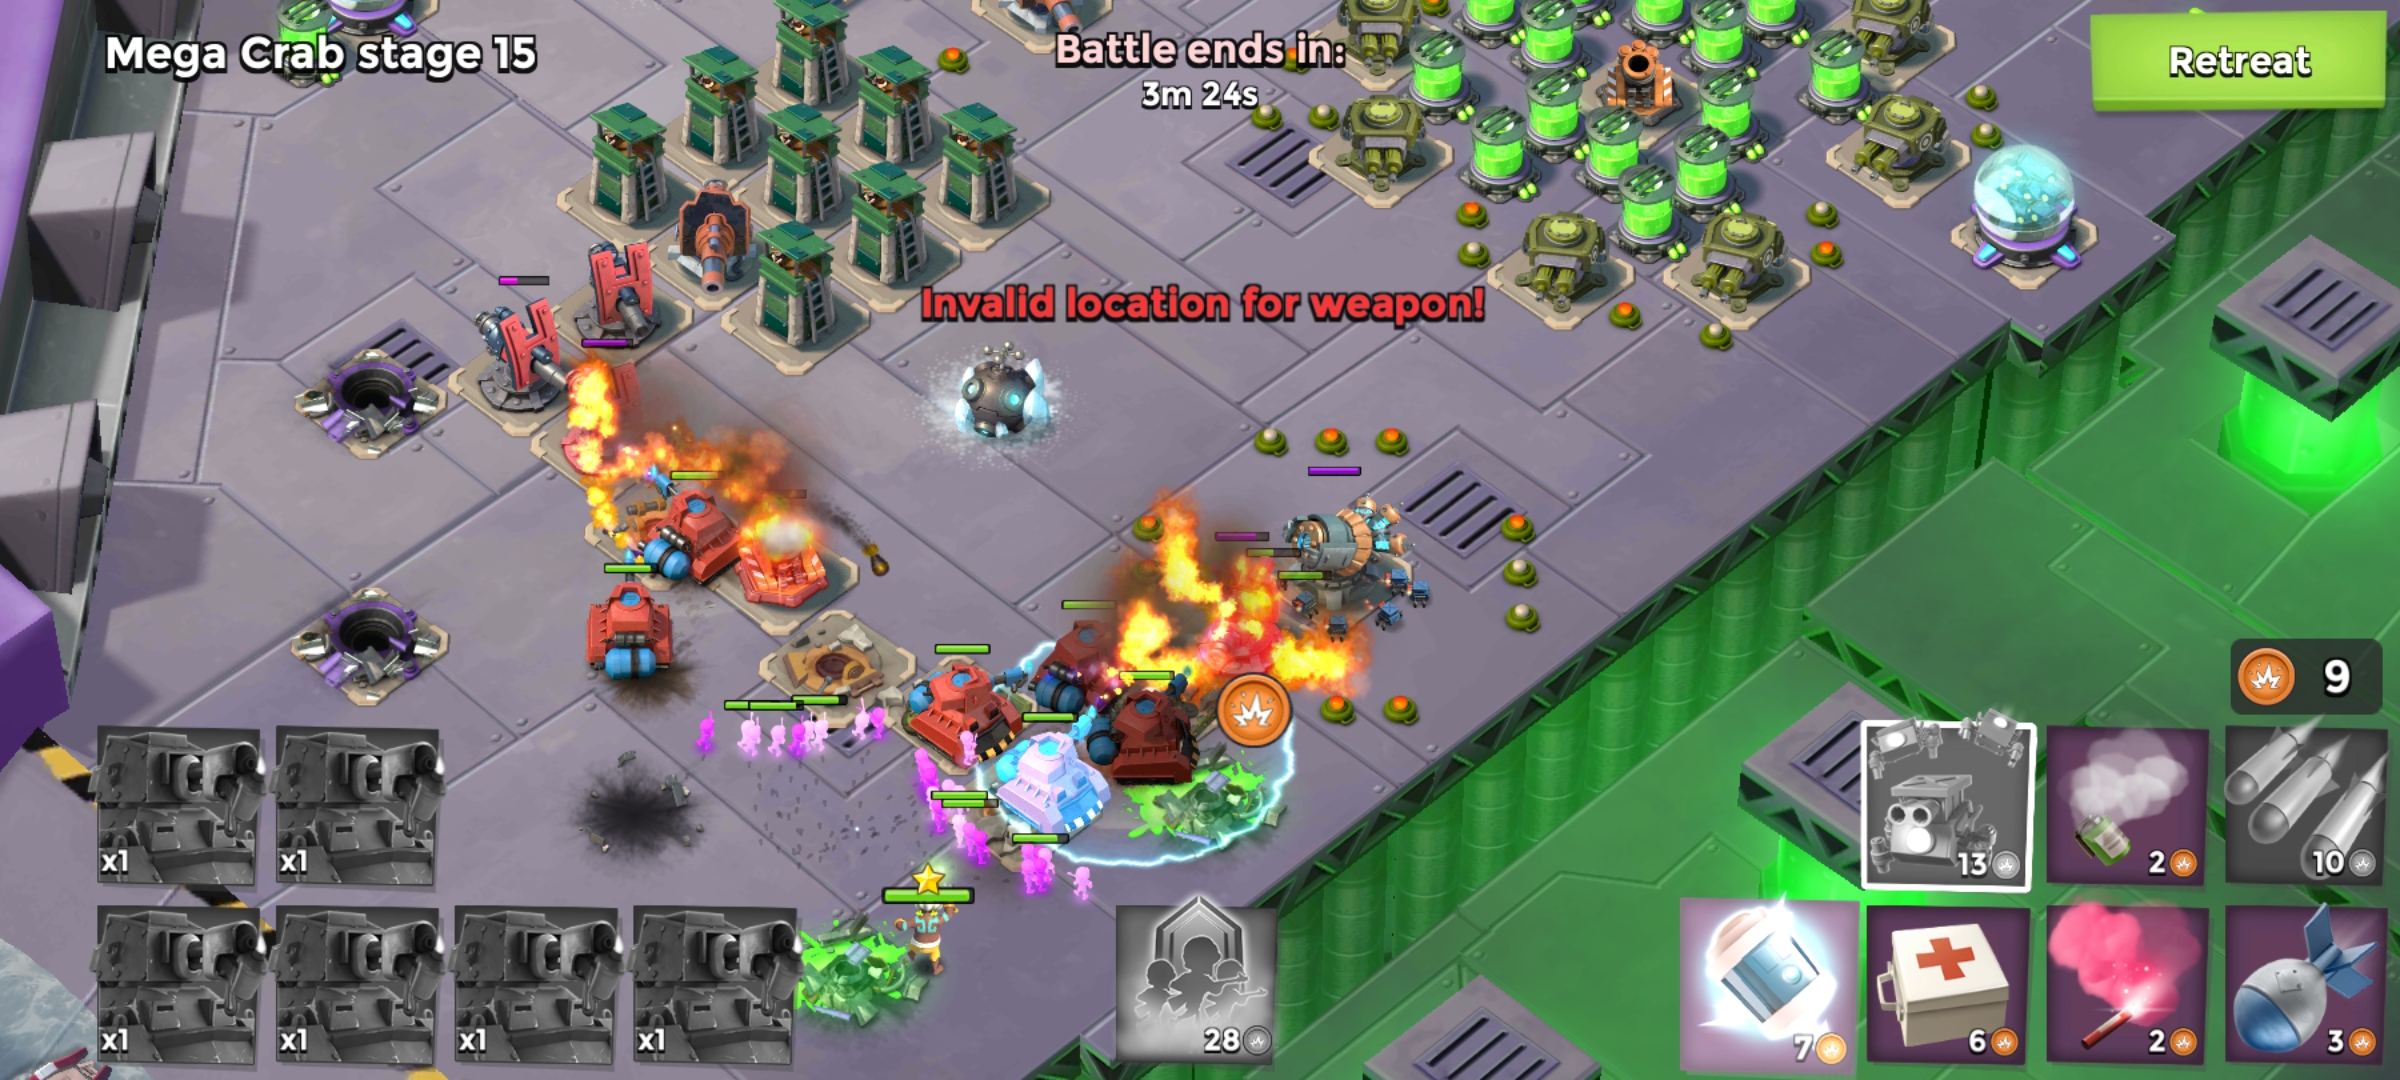 Mega Crab stage 15
Battle ends in:
3m 24s
Retreat
Invalid location for weapon!
9
x1
x1
13
2
10
x1
x1
x1
x1
28
7
6
2
3